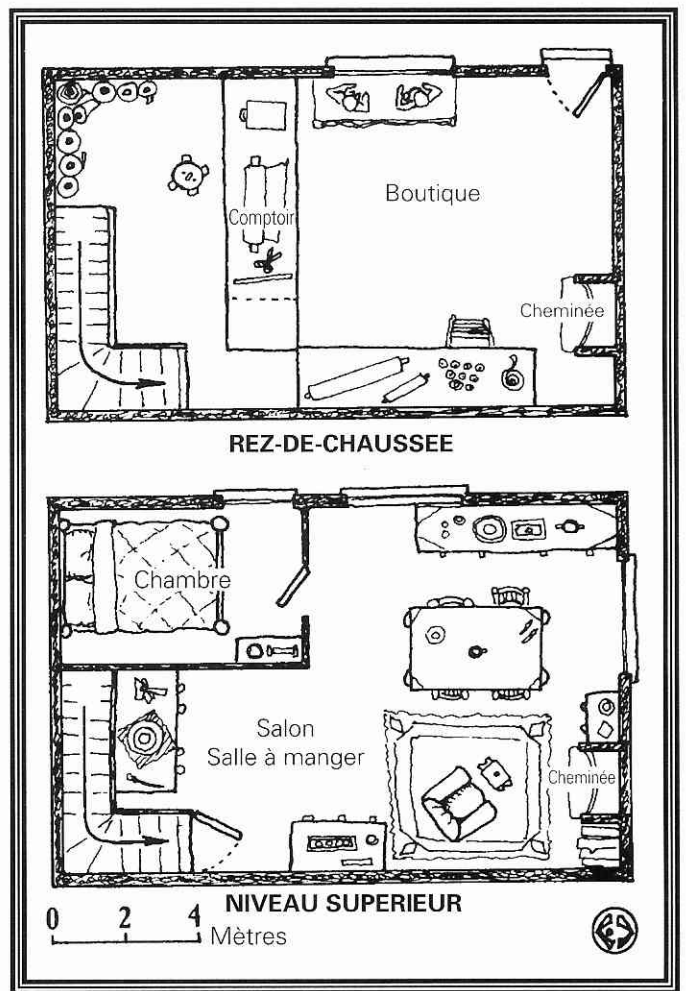 Boutique
Comptoir
Cheminée
REZ-DE-CHAUSSEE
Chambre
Salon
Salle à manger
Cheminée
NIVEAU SUPERIEUR
0 2 4
Mètres